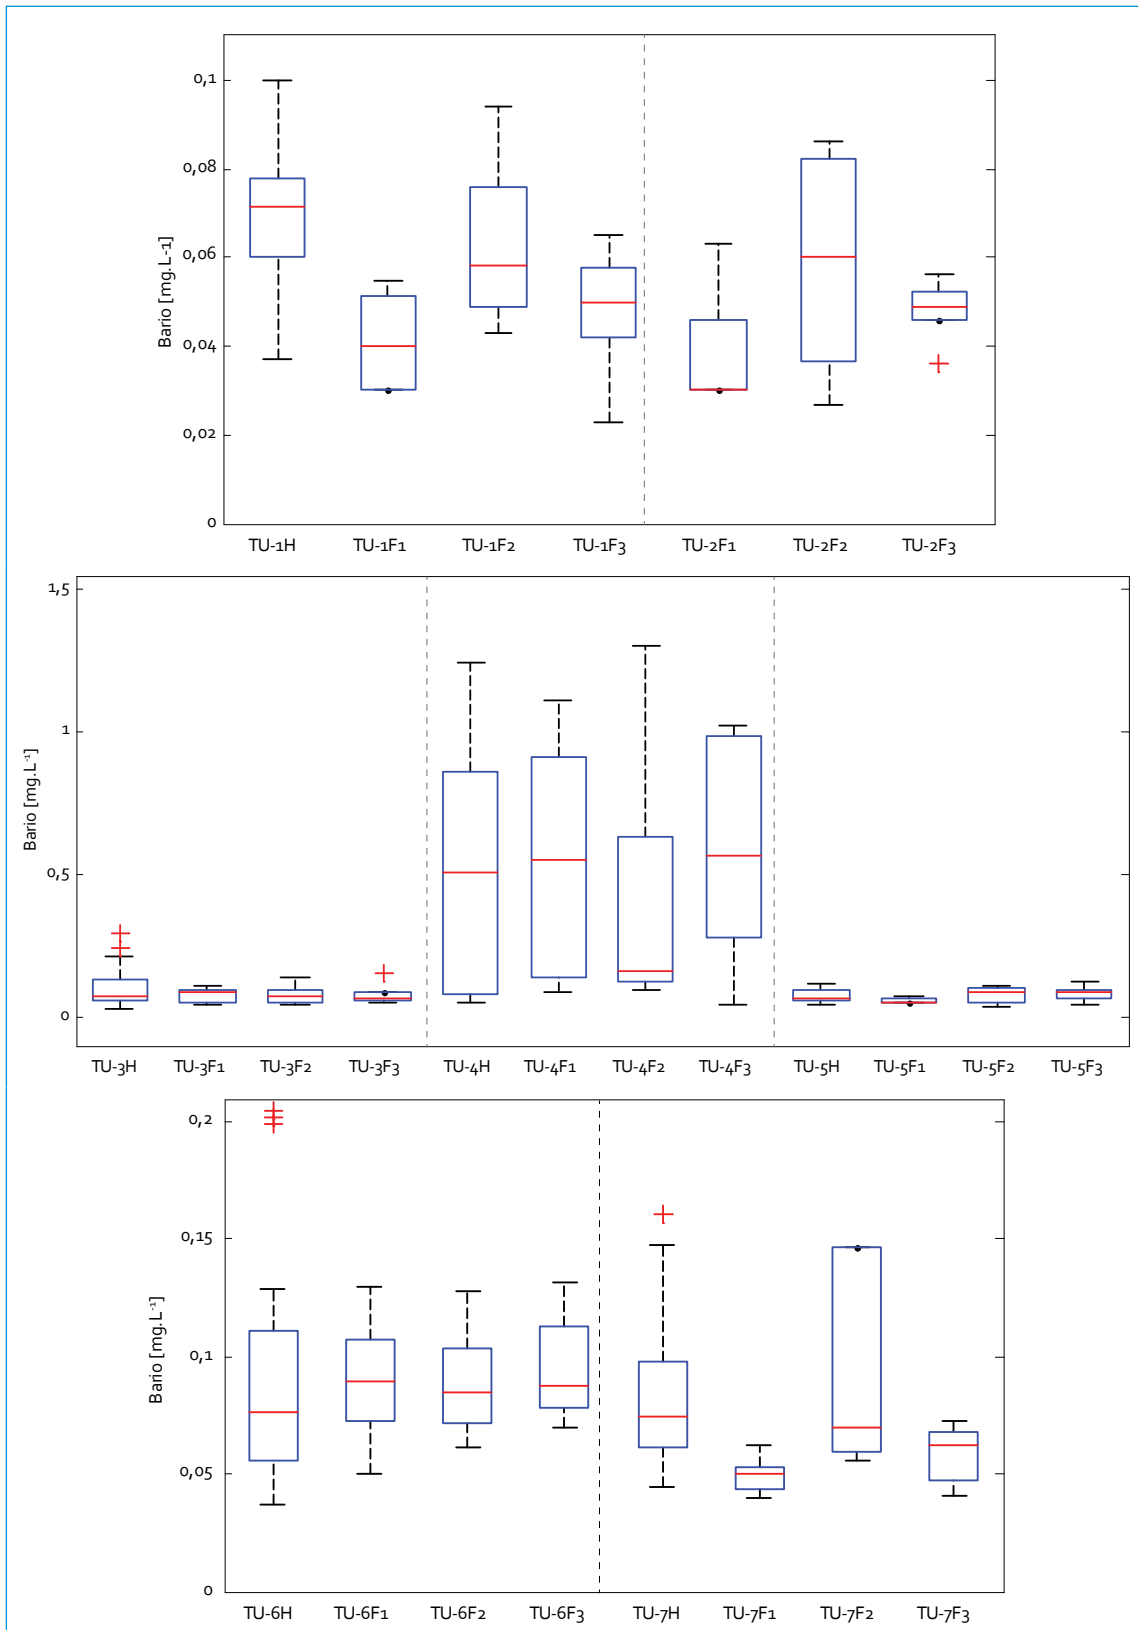 0,1
0,08
0,06
0,04
0,02
0
Bario [mg.L-1]
TU-1H TU-1F1 TU-1F2 TU-1F3 TU-2F1 TU-2F2 TU-2F3
1,5
1
0,5
0
Bario [mg.L-1]
TU-3H TU-3F1 TU-3F2 TU-3F3 TU-4H TU-4F1 TU-4F2 TU-4F3 TU-5H TU-5F1 TU-5F2 TU-5F3
0,2
0,15
0,1
0,05
0
Bario [mg.L-1]
TU-6H TU-6F1 TU-6F2 TU-6F3 TU-7H TU-7F1 TU-7F2 TU-7F3